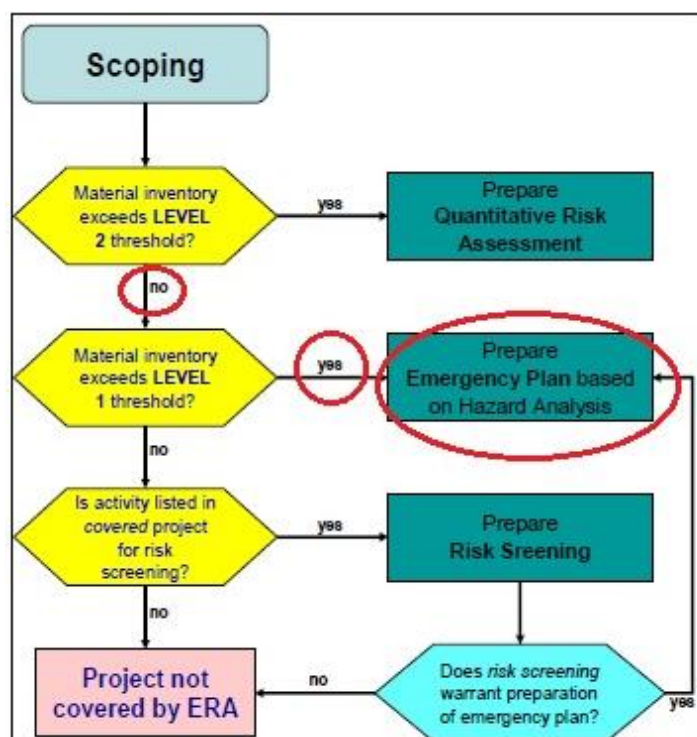 Scoping
Material inventory
exceeds LEVEL
2 threshold?
yes
Prepare
Quantitative Risk
Assessment
no
Material inventory
exceeds LEVEL
1 threshold?
yes
Prepare
Emergency Plan based
on Hazard Analysis
no
Is activity listed in
covered project
for risk
screening?
yes
Prepare
Risk Sreening
no
Project not
covered by ERA
no
Does risk screening
warrant preparation
of emergency plan?
yes